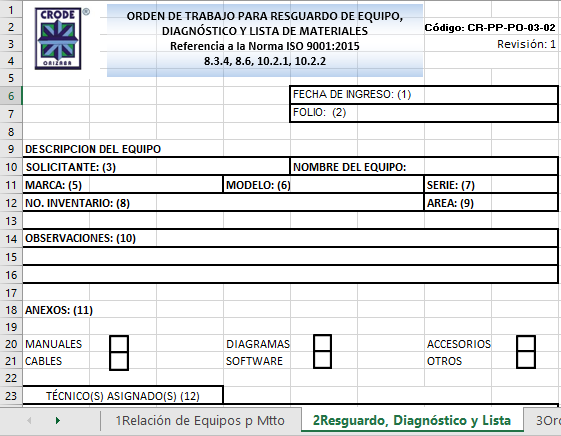 1
CRODE ®
ORIZABA
ORDEN DE TRABAJO PARA RESGUARDO DE EQUIPO,
2
DIAGNÓSTICO Y LISTA DE MATERIALES
Código: CR-PP-PO-03-02
3
Referencia a la Norma ISO 9001:2015
Revisión: 1
4
8.3.4, 8.6, 10.2.1, 10.2.2
5
6 FECHA DE INGRESO: (1)
7 FOLIO: (2)
8
9 DESCRIPCION DEL EQUIPO
10 SOLICITANTE: (3) NOMBRE DEL EQUIPO:
11 MARCA: (5) MODELO: (6) SERIE: (7)
12 NO. INVENTARIO: (8) AREA: (9)
13
14 OBSERVACIONES: (10)
15
16
17
18 ANEXOS: (11)
19
20 MANUALES DIAGRAMAS ACCESORIOS
21 CABLES SOFTWARE OTROS
22
23 TÉCNICO(S) ASIGNADO(S) (12)
1Relación de Equipos p Mtto 2Resguardo, Diagnóstico y Lista 3Orc